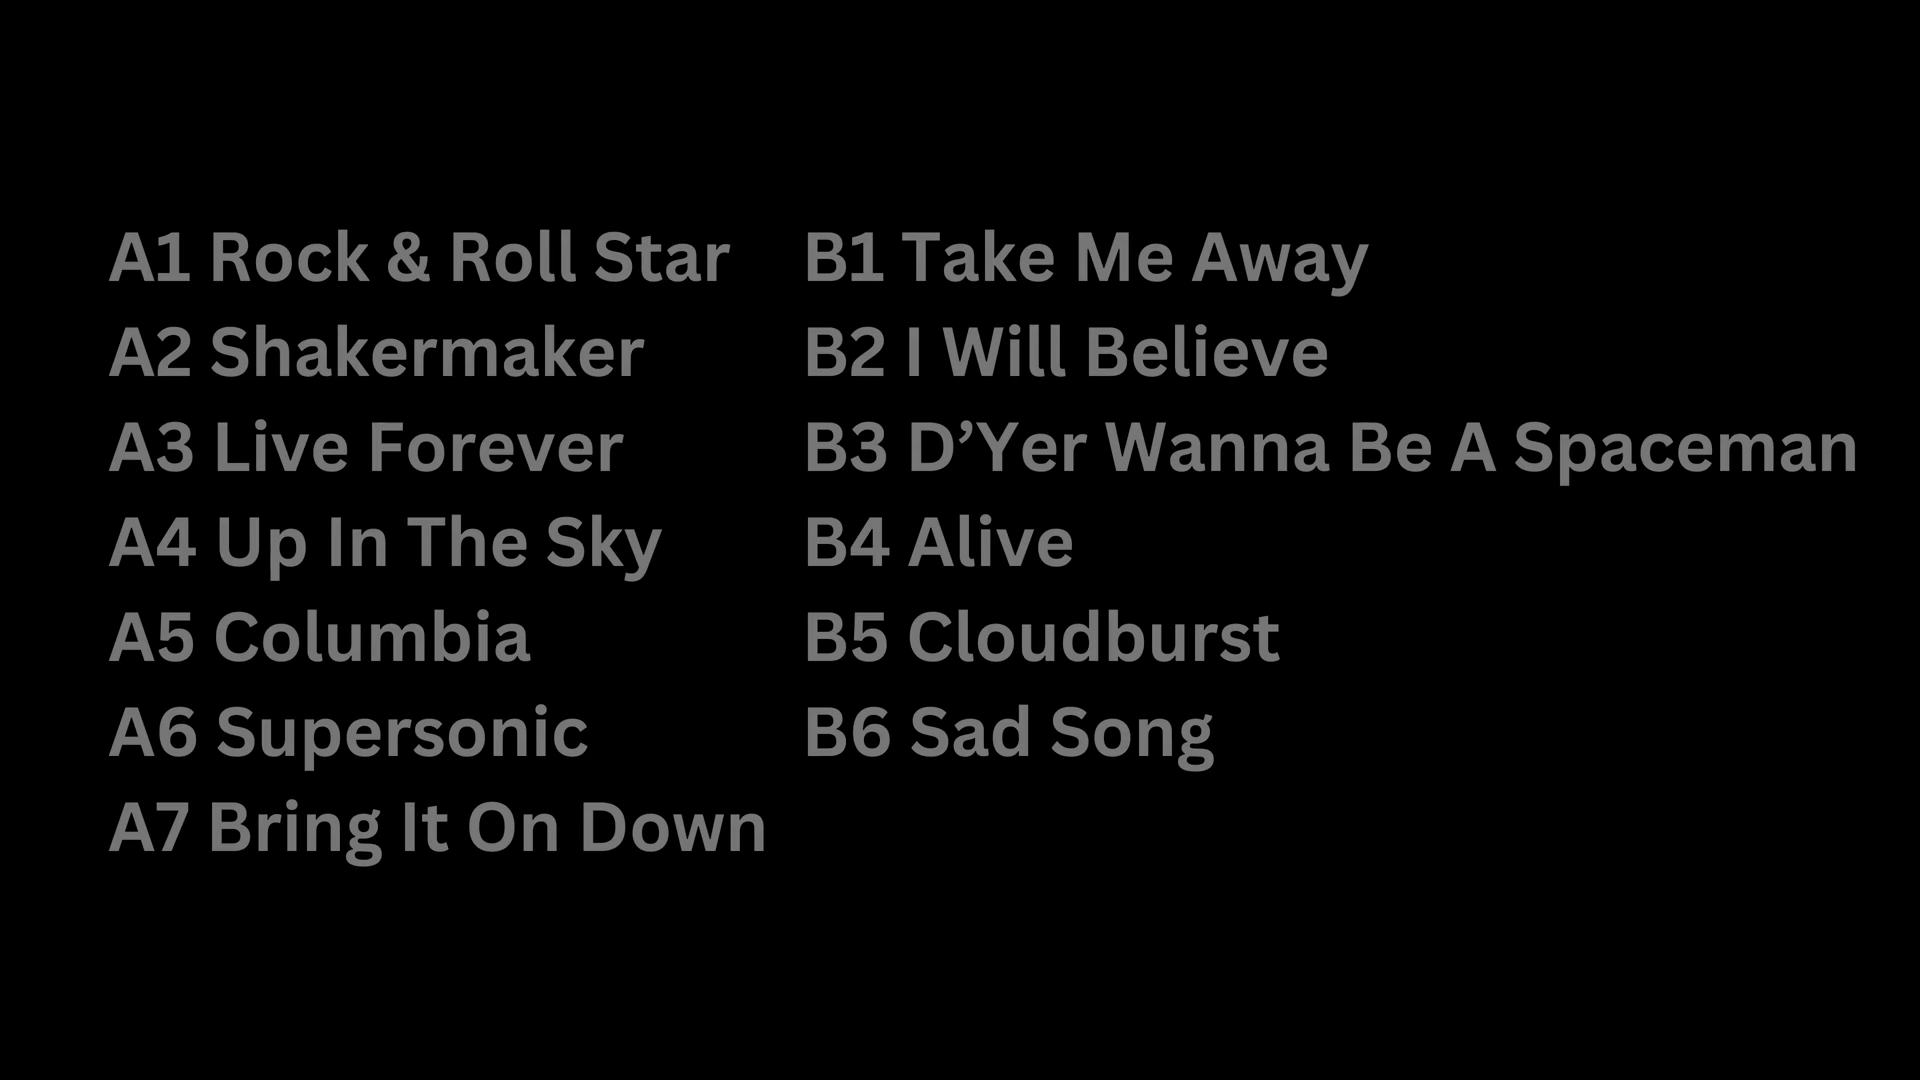 A1 Rock & Roll Star
A2 Shakermaker
A3 Live Forever
A4 Up In The Sky
A5 Columbia
A6 Supersonic
A7 Bring It On Down
B1 Take Me Away
B2 I Will Believe
B3 D’Yer Wanna Be A Spaceman
B4 Alive
B5 Cloudburst
B6 Sad Song